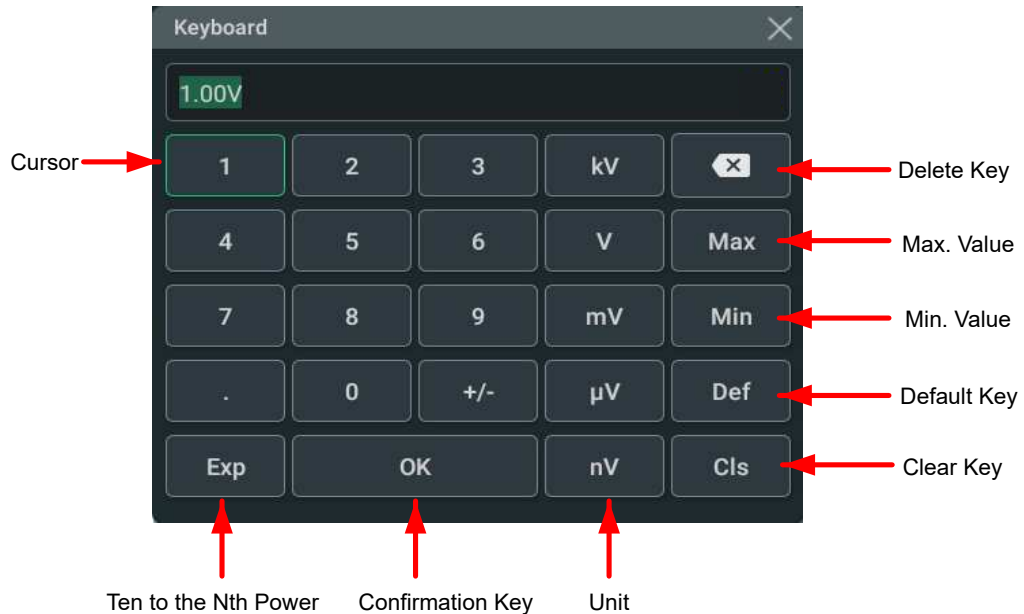 Keyboard
1.00V
Cursor
1 2 3 kV
Delete Key
4 5 6 V Max
Max. Value
7 8 9 mV Min
Min. Value
. 0 +/- µV Def
Default Key
Exp OK nV Cls
Clear Key
Ten to the Nth Power Confirmation Key Unit